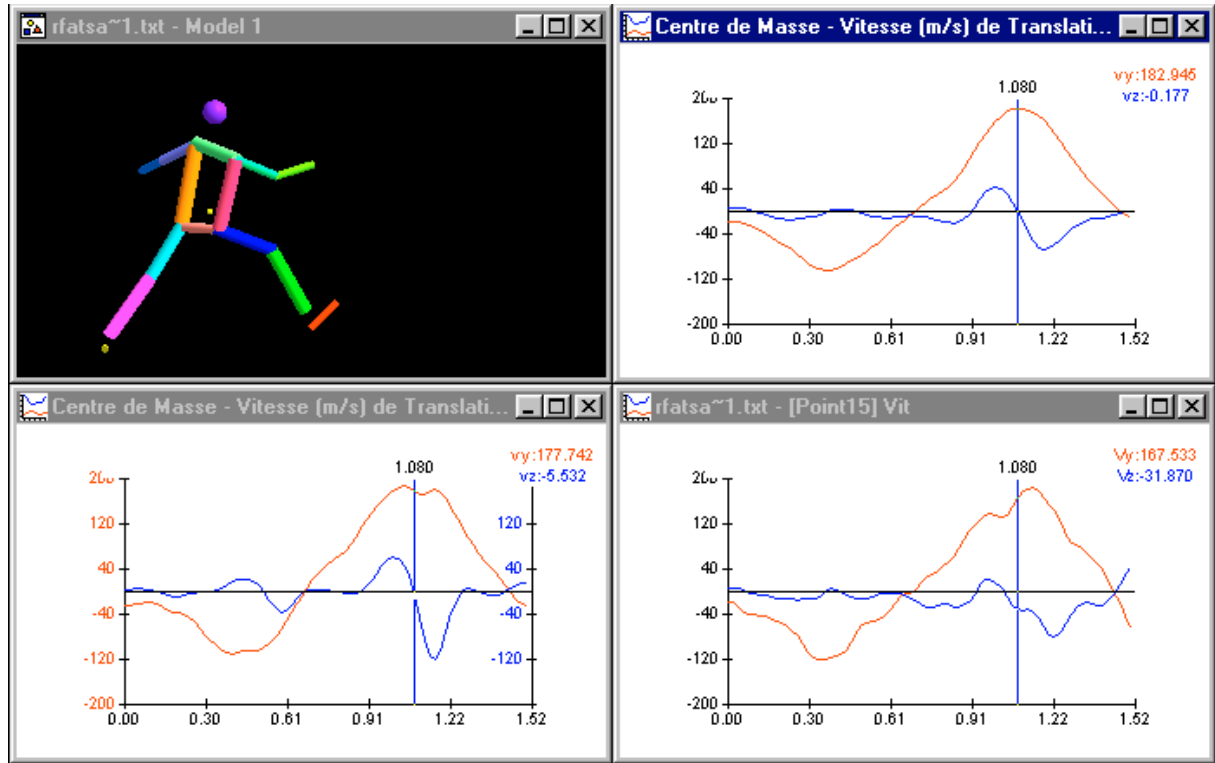 rfatsa~1.txt - Model 1
Centre de Masse - Vitesse (m/s) de Translati...
vy:182.945
vz:-0.177
1.080
120
40
-40
-120
-200
0.00 0.30 0.61 0.91 1.22 1.52
Centre de Masse - Vitesse (m/s) de Translati...
vy:177.742
vz:-5.532
1.080
120 120
40 40
-40 -40
-120 -120
-200
0.00 0.30 0.61 0.91 1.22 1.52
rfatsa~1.txt - [Point15] Vit
Vy:167.533
Vz:-31.870
1.080
120
40
-40
-120
-200
0.00 0.30 0.61 0.91 1.22 1.52